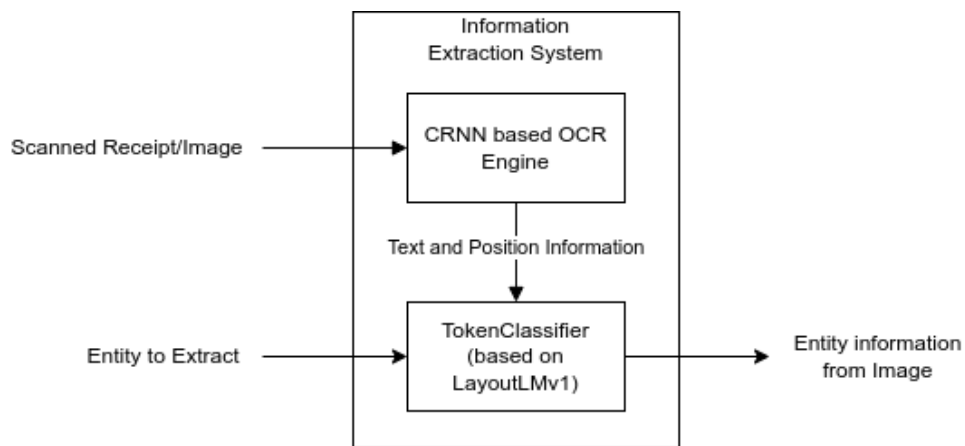 Information
Extraction System
Scanned Receipt/Image
CRNN based OCR
Engine
Text and Position Information
Entity to Extract
TokenClassifier
(based on
LayoutLMv1)
Entity information
from Image